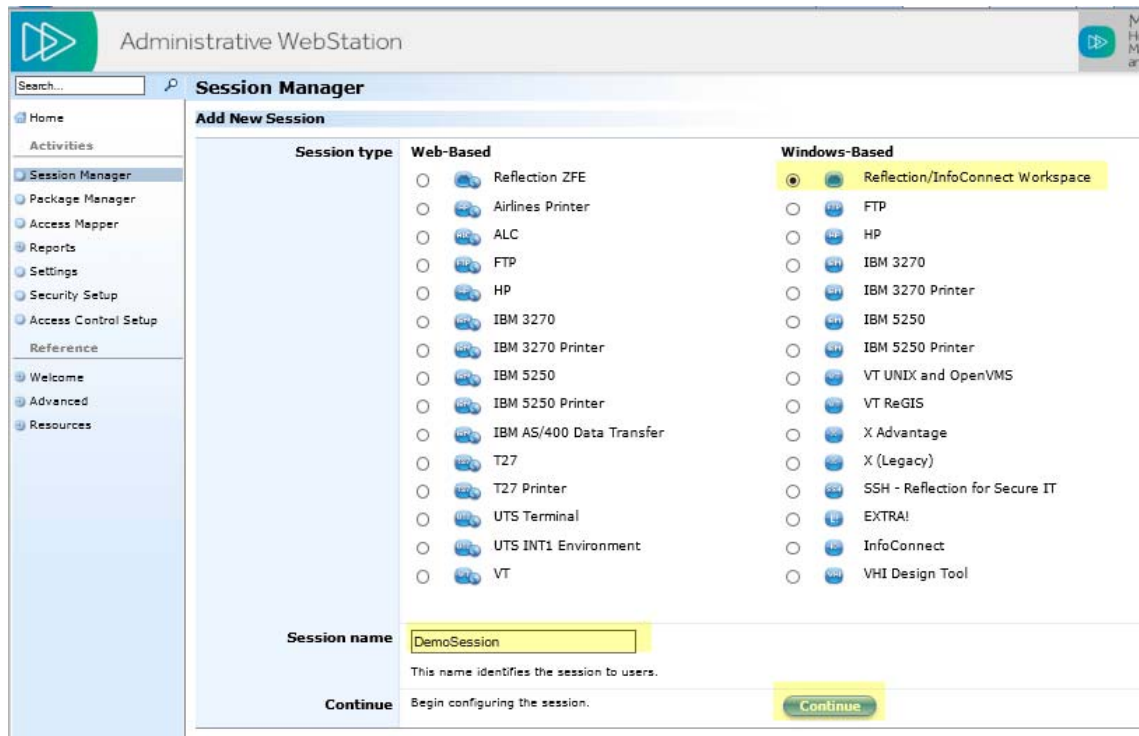 Administrative WebStation
M
Search...
Home
Activities
Session Manager
Package Manager
Access Mapper
Reports
Settings
Security Setup
Access Control Setup
Reference
Welcome
Advanced
Resources
Session Manager
Add New Session
Session type
Web-Based
Reflection ZFE
Airlines Printer
ALC
FTP
HP
IBM 3270
IBM 3270 Printer
IBM 5250
IBM 5250 Printer
IBM AS/400 Data Transfer
T27
T27 Printer
UTS Terminal
UTS INT1 Environment
VT
Windows-Based
Reflection/InfoConnect Workspace
FTP
HP
IBM 3270
IBM 3270 Printer
IBM 5250
IBM 5250 Printer
VT UNIX and OpenVMS
VT ReGIS
X Advantage
X (Legacy)
SSH - Reflection for Secure IT
EXTRA!
InfoConnect
VHI Design Tool
Session name
DemoSession
This name identifies the session to users.
Continue
Begin configuring the session.
Continue